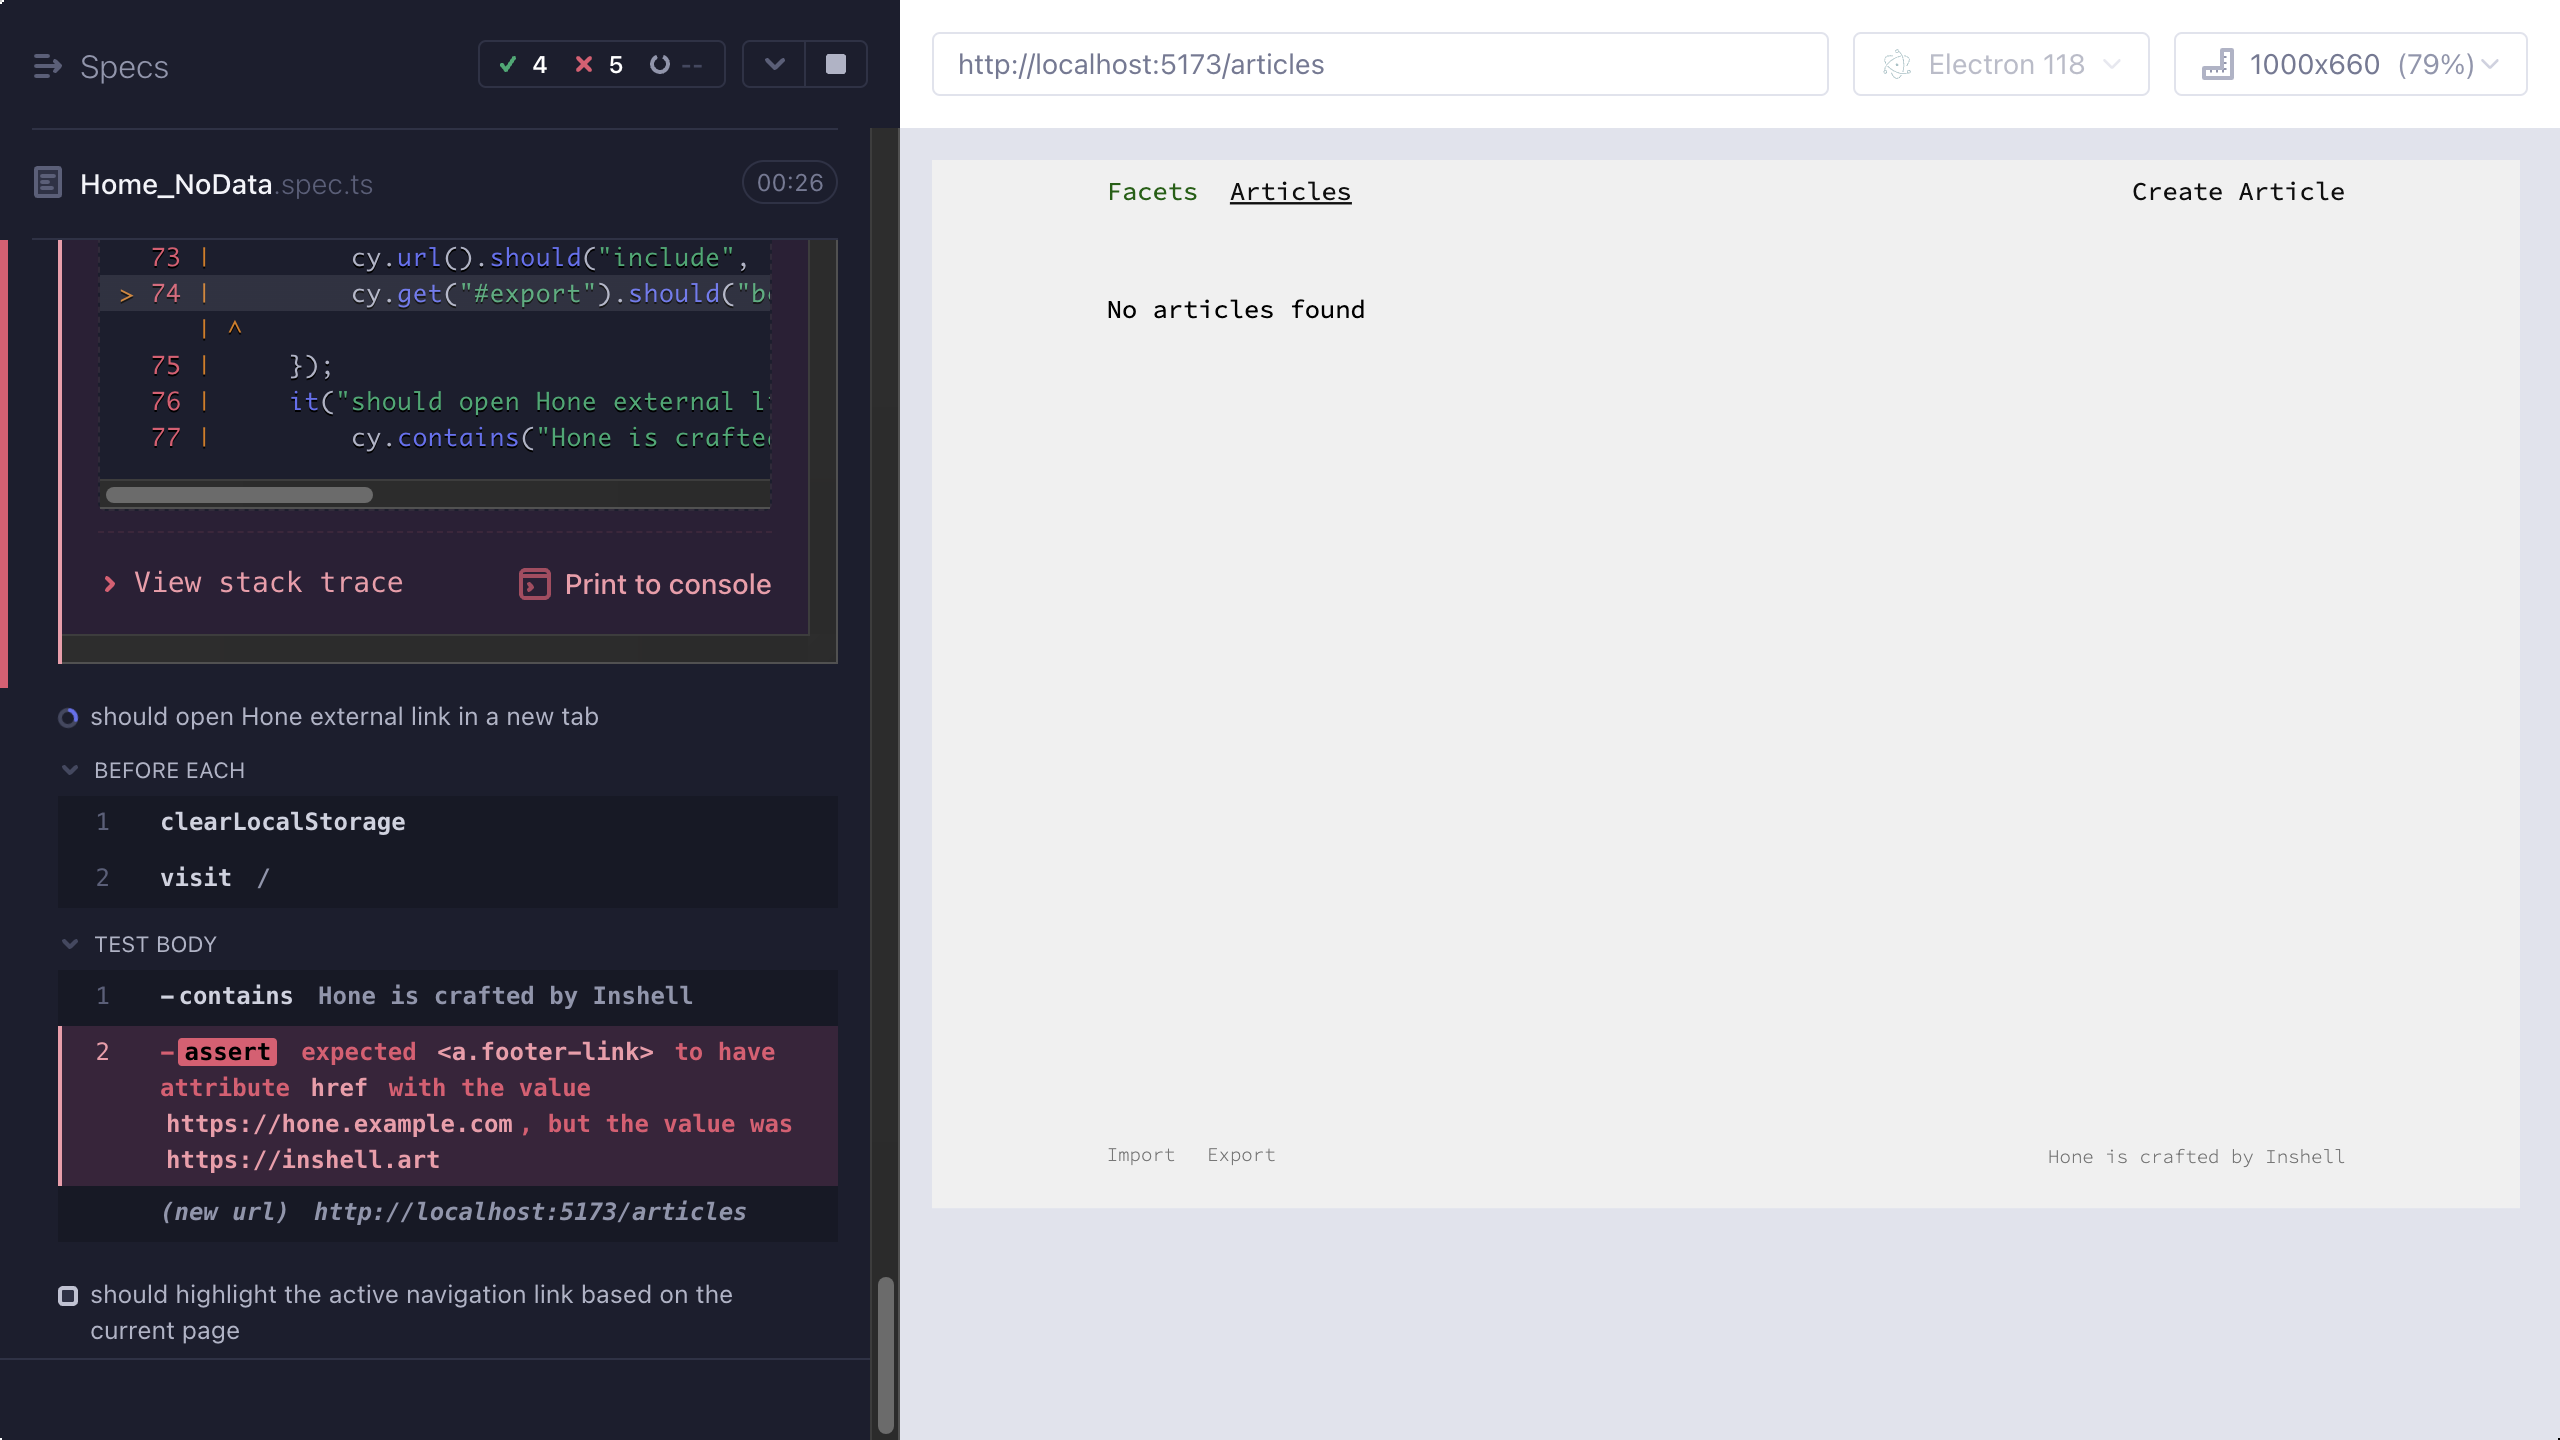 Specs
4 5 --
Home_NoData.spec.ts
00:26
73 | cy.url().should("include",
> 74 | cy.get("#export").should("b
| ^
75 | });
76 | it("should open Hone external l
77 | cy.contains("Hone is crafte
View stack trace
Print to console
should open Hone external link in a new tab
BEFORE EACH
1 clearLocalStorage
2 visit /
TEST BODY
1 -contains Hone is crafted by Inshell
2 -assert expected <a.footer-link> to have
attribute href with the value
https://hone.example.com, but the value was
https://inshell.art
(new url) http://localhost:5173/articles
should highlight the active navigation link based on the
current page
http://localhost:5173/articles
Electron 118
1000x660 (79%)
Facets Articles
Create Article
No articles found
Import Export
Hone is crafted by Inshell